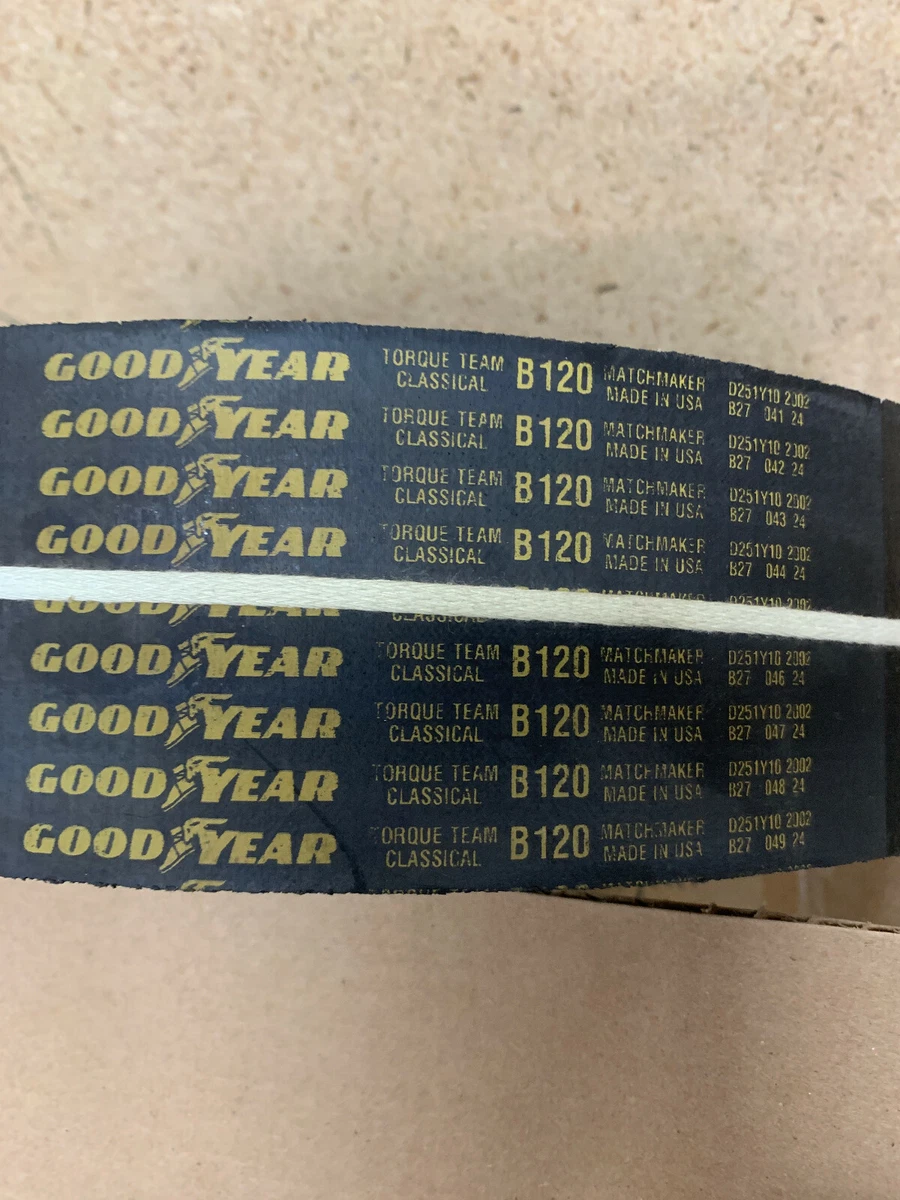 GOODYEAR TORQUE TEAM CLASSICAL B120 MATCHMAKER MADE IN USA D251Y10 2002 B27 041 24
GOODYEAR TORQUE TEAM CLASSICAL B120 MATCHMAKER MADE IN USA D251Y10 2002 B27 042 24
GOODYEAR TORQUE TEAM CLASSICAL B120 MATCHMAKER MADE IN USA D251Y10 2002 B27 043 24
GOODYEAR TORQUE TEAM CLASSICAL B120 MATCHMAKER MADE IN USA D251Y10 2002 B27 044 24
GOODYEAR CLASSICAL MATCHMAKER D251Y10 2002
GOODYEAR TORQUE TEAM CLASSICAL B120 MATCHMAKER MADE IN USA D251Y10 2002 B27 046 24
GOODYEAR TORQUE TEAM CLASSICAL B120 MATCHMAKER MADE IN USA D251Y10 2002 B27 047 24
GOODYEAR TORQUE TEAM CLASSICAL B120 MATCHMAKER MADE IN USA D251Y10 2002 B27 048 24
GOODYEAR TORQUE TEAM CLASSICAL B120 MATCHMAKER MADE IN USA D251Y10 2002 B27 049 24